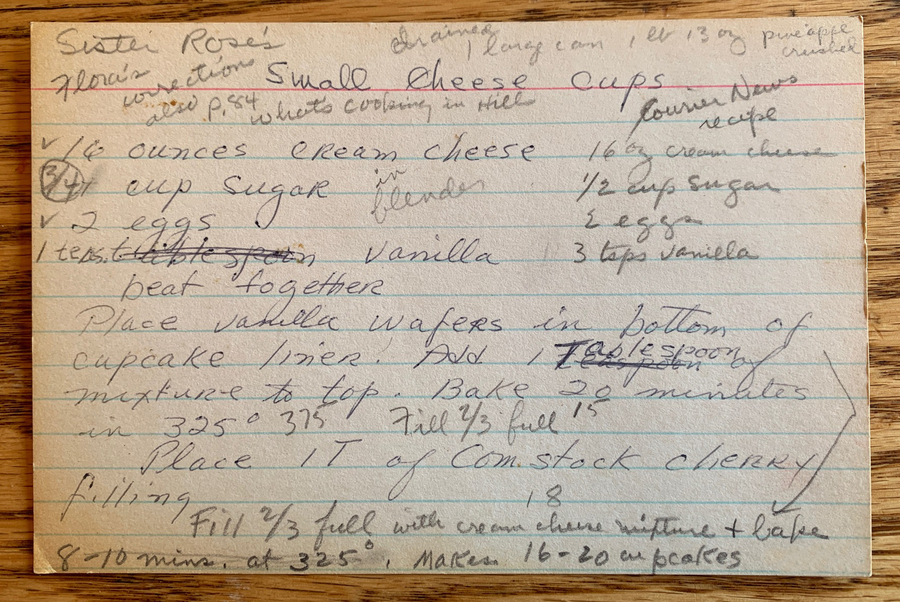 Sister Rose's
drained 1 large can, 1 lb 13 oz pineapple crushed
Flora's corrections
Small Cheese Cups
also p. 84 what's cooking in Hills
Courier News recipe
✓ 16 ounces cream cheese
16 oz cream cheese
3/4 cup sugar
in blender
1/2 cup sugar
✓ 2 eggs
2 eggs
1 teas. tablespoon vanilla
3 tsps vanilla
beat together
Place vanilla wafers in bottom of
cupcake liner. Add 1 Teaspoon Tablespoon of
mixture to top. Bake 20 minutes
in 325° 375 Fill 2/3 full 15
Place 1T of Comstock cherry
filling
18
Fill 2/3 full with cream cheese mixture + bake
8-10 mins. at 325°. Makes 16-20 cupcakes